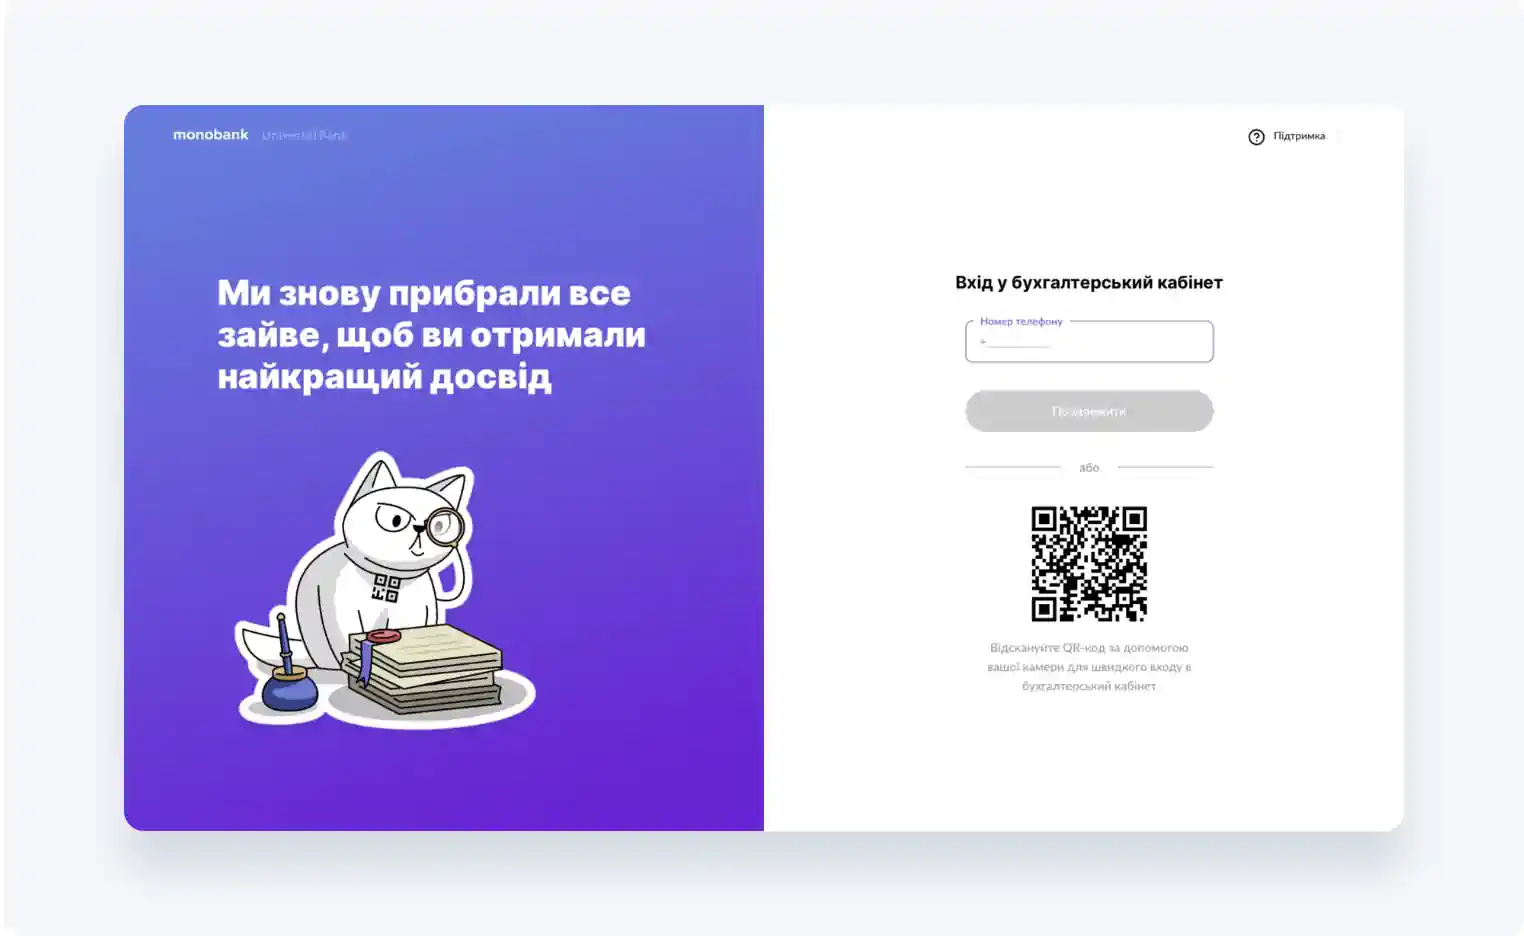 monobank Universal Bank
Підтримка
Ми знову прибрали все
зайве, щоб ви отримали
найкращий досвід
Вхід у бухгалтерський кабінет
Номер телефону
+__________
або
Відскануйте QR-код за допомогою
вашої камери для швидкого входу в
бухгалтерський кабінет